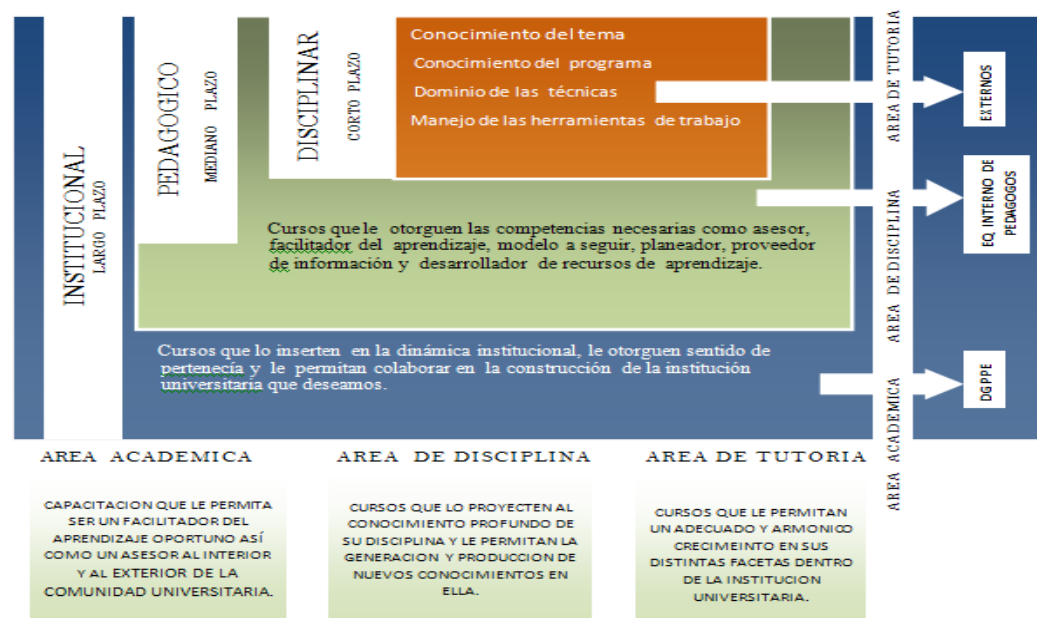 INSTITUCIONAL
LARGO PLAZO
PEDAGOGICO
MEDIANO PLAZO
DISCIPLINAR
CORTO PLAZO
Conocimiento del tema
Conocimiento del programa
Dominio de las técnicas
Manejo de las herramientas de trabajo
Cursos que le otorguen las competencias necesarias como asesor,
facilitador del aprendizaje, modelo a seguir, planeador, proveedor
de información y desarrollador de recursos de aprendizaje.
Cursos que lo inserten en la dinámica institucional, le otorguen sentido de
pertenecía y le permitan colaborar en la construcción de la institución
universitaria que deseamos.
AREA DE TUTORIA
AREA DE DISCIPLINA
AREA ACADEMICA
EXTERNOS
EQ. INTERNO DE
PEDAGOGOS
DGPPE
AREA ACADEMICA
CAPACITACION QUE LE PERMITA
SER UN FACILITADOR DEL
APRENDIZAJE OPORTUNO ASÍ
COMO UN ASESOR AL INTERIOR
Y AL EXTERIOR DE LA
COMUNIDAD UNIVERSITARIA.
AREA DE DISCIPLINA
CURSOS QUE LO PROYECTEN AL
CONOCIMIENTO PROFUNDO DE
SU DISCIPLINA Y LE PERMITAN LA
GENERACION Y PRODUCCION DE
NUEVOS CONOCIMIENTOS EN
ELLA.
AREA DE TUTORIA
CURSOS QUE LE PERMITAN
UN ADECUADO Y ARMONICO
CRECIMEINTO EN SUS
DISTINTAS FACETAS DENTRO
DE LA INSTITUCION
UNIVERSITARIA.